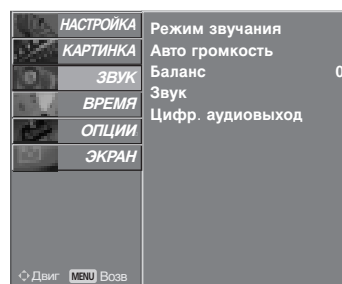 НАСТРОЙКА
КАРТИНКА
ЗВУК
ВРЕМЯ
ОПЦИИ
ЭКРАН
Режим звучания
Авто громкость
Баланс 0
Звук
Цифр. аудиовыход
Двиг MENU Возв